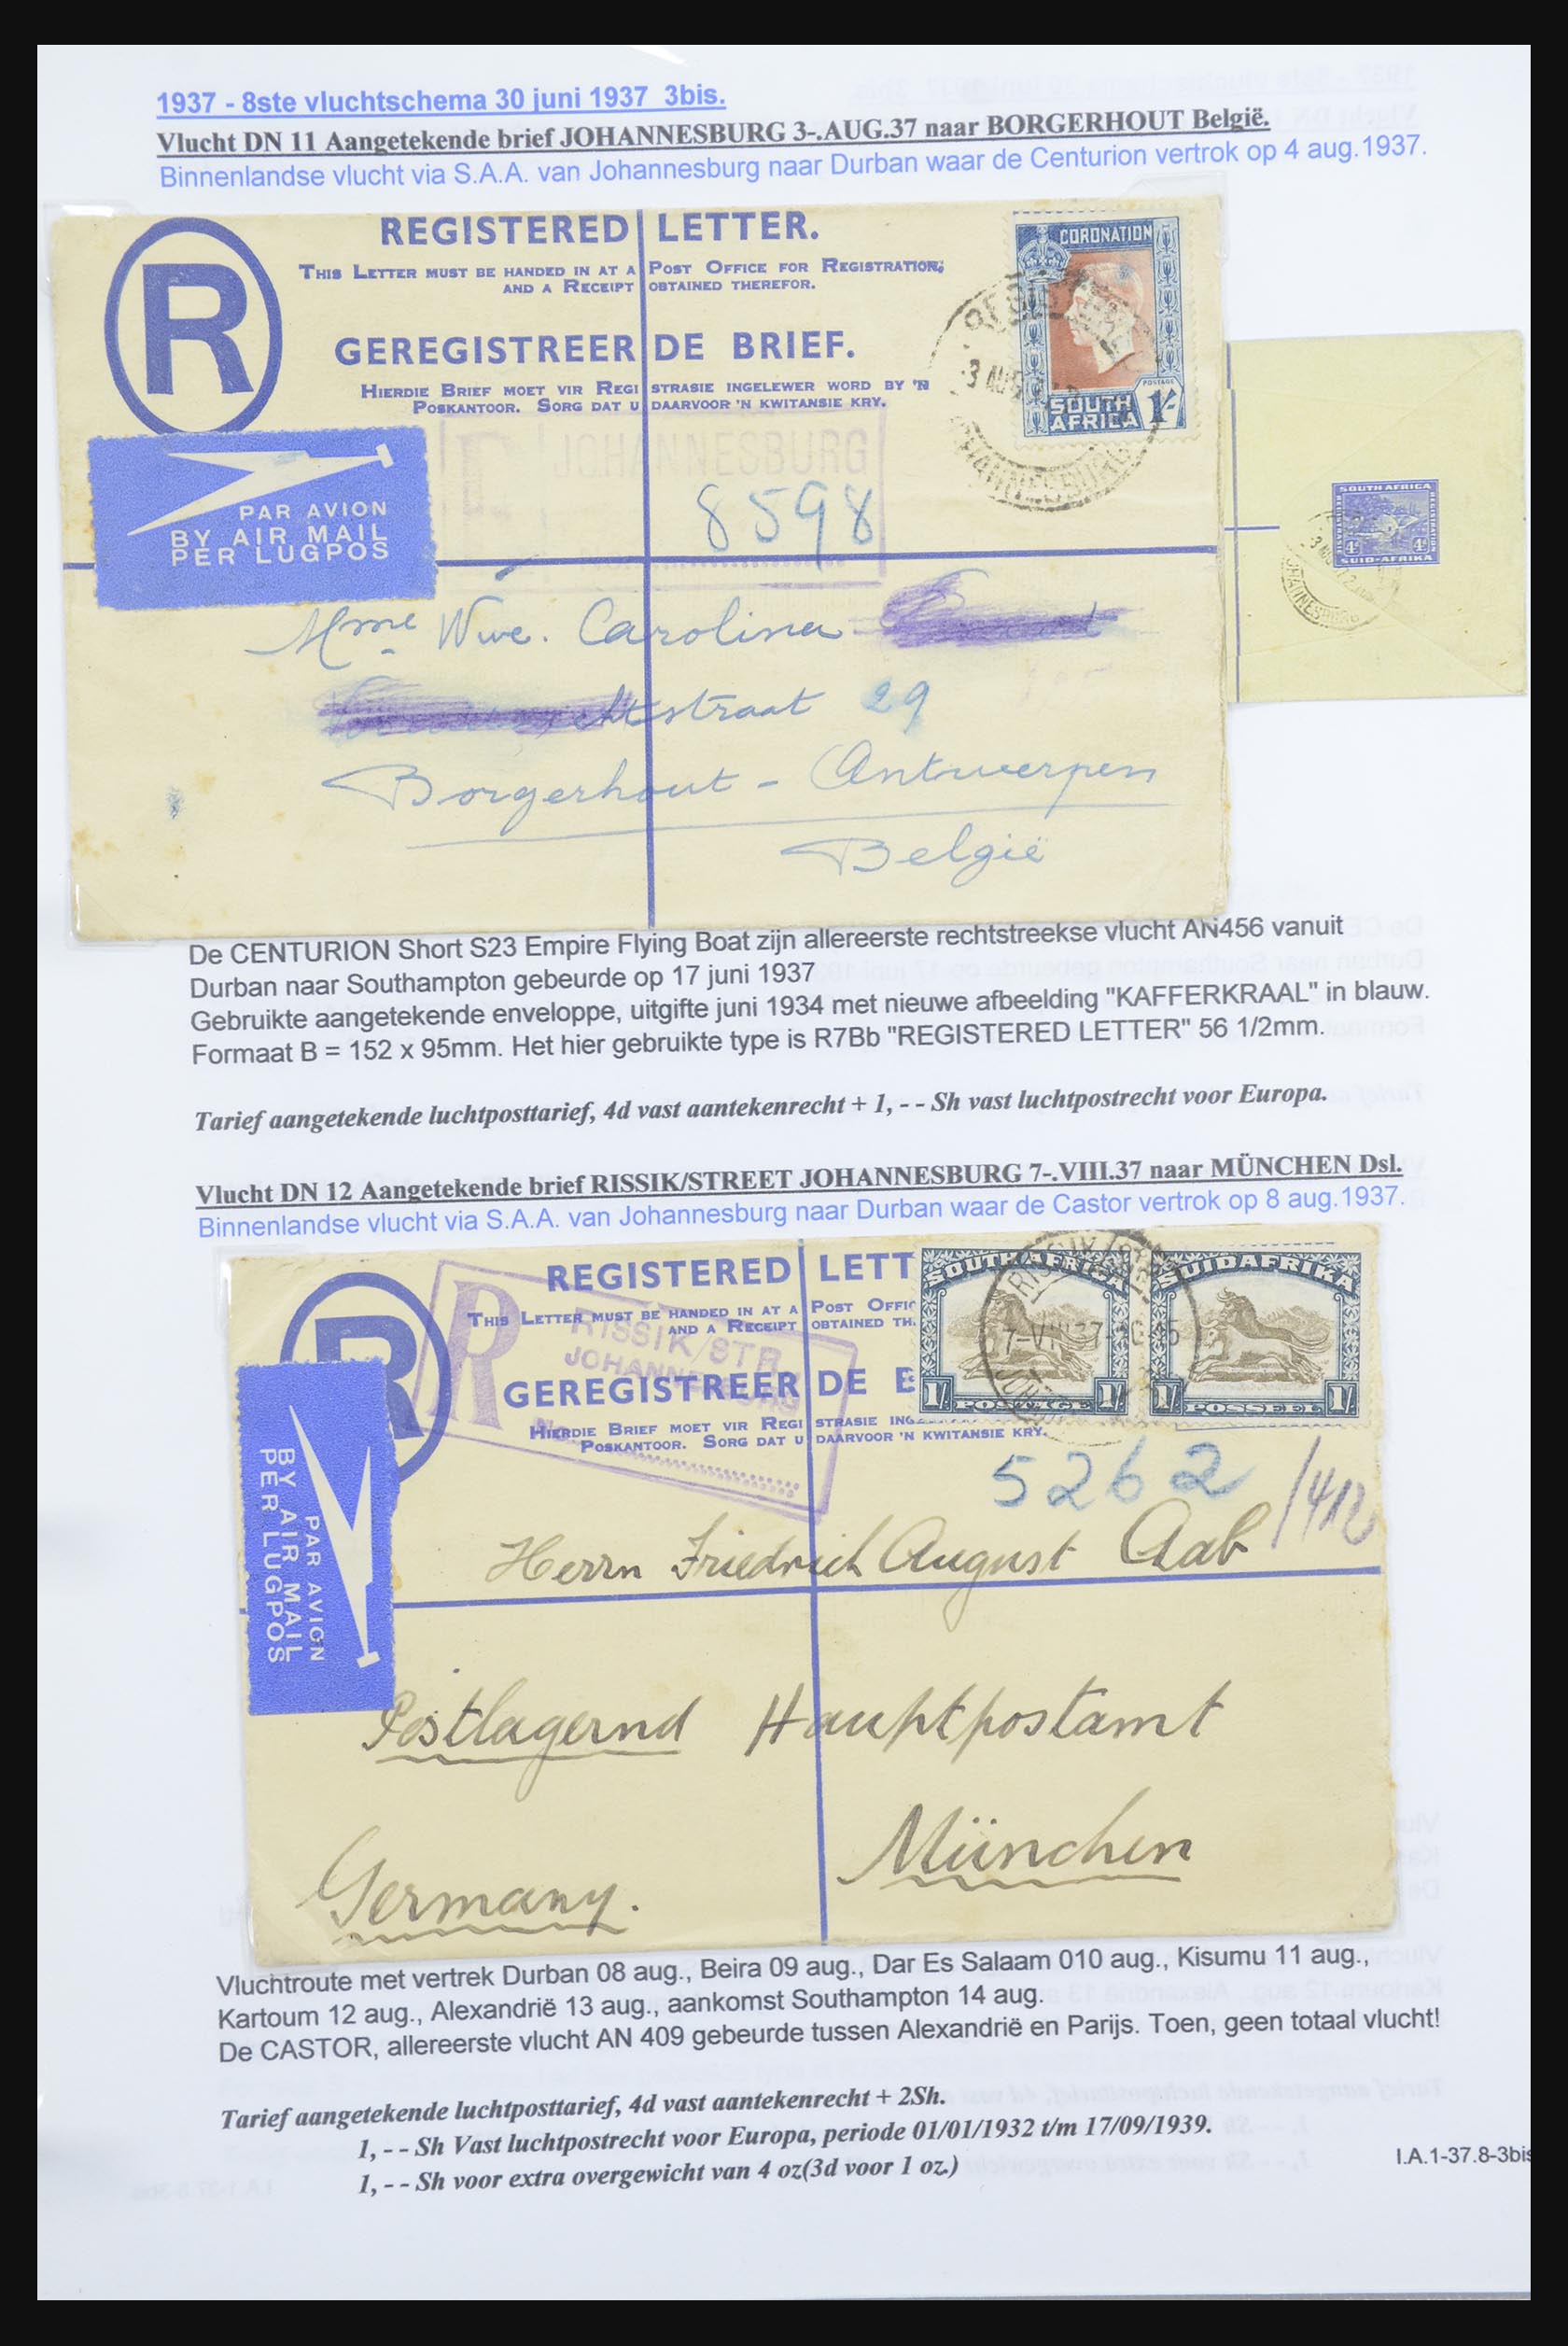 1937 - 8ste vluchtschema 30 juni 1937 3bis.
Vlucht DN 11 Aangetekende brief JOHANNESBURG 3-.AUG.37 naar BORGERHOUT België.
Binnenlandse vlucht via S.A.A. van Johannesburg naar Durban waar de Centurion vertrok op 4 aug.1937.
REGISTERED LETTER.
THIS LETTER MUST BE HANDED IN AT A POST OFFICE FOR REGISTRATION,
AND A RECEIPT OBTAINED THEREFOR.
GEREGISTREERDE BRIEF.
HIERDIE BRIEF MOET VIR REGISTRASIE INGELEWER WORD BY 'N
POSKANTOOR. SORG DAT U DAARVOOR 'N KWITANSIE KRY.
R
CORONATION
POSTAGE
SOUTH AFRICA 1/-
JOHANNESBURG
8598
PAR AVION
BY AIR MAIL
PER LUGPOS
SOUTH AFRICA
4d 4d
SUID-AFRIKA
Mme Wwe. Carolina
straat 29
Borgerhout - Antwerpen
België
De CENTURION Short S23 Empire Flying Boat zijn allereerste rechtstreekse vlucht AN456 vanuit
Durban naar Southampton gebeurde op 17 juni 1937
Gebruikte aangetekende enveloppe, uitgifte juni 1934 met nieuwe afbeelding "KAFFERKRAAL" in blauw.
Formaat B = 152 x 95mm. Het hier gebruikte type is R7Bb "REGISTERED LETTER" 56 1/2mm.
Tarief aangetekende luchtposttarief, 4d vast aantekenrecht + 1, - - Sh vast luchtpostrecht voor Europa.
Vlucht DN 12 Aangetekende brief RISSIK/STREET JOHANNESBURG 7-.VIII.37 naar MÜNCHEN Dsl.
Binnenlandse vlucht via S.A.A. van Johannesburg naar Durban waar de Castor vertrok op 8 aug.1937.
REGISTERED LETT
THIS LETTER MUST BE HANDED IN AT A POST OFFIC
AND A RECEIPT OBTAINED TH
GEREGISTREERDE B
HIERDIE BRIEF MOET VIR REGISTRASIE ING
POSKANTOOR. SORG DAT U DAARVOOR 'N KWITANSIE KRY.
R
R RISSIK/STR.
JOHANNESBURG
No.
SOUTH AFRICA
1/- POSTAGE 1/-
SUIDAFRIKA
1/- POSSEEL 1/-
5262
/412
PAR AVION
BY AIR MAIL
PER LUGPOS
Herrn Friedrich August Aab
Postlagernd Hauptpostamt
München
Germany.
Vluchtroute met vertrek Durban 08 aug., Beira 09 aug., Dar Es Salaam 010 aug., Kisumu 11 aug.,
Kartoum 12 aug., Alexandrië 13 aug., aankomst Southampton 14 aug.
De CASTOR, allereerste vlucht AN 409 gebeurde tussen Alexandrië en Parijs. Toen, geen totaal vlucht!
Tarief aangetekende luchtposttarief, 4d vast aantekenrecht + 2Sh.
1, - - Sh Vast luchtpostrecht voor Europa, periode 01/01/1932 t/m 17/09/1939.
1, - - Sh voor extra overgewicht van 4 oz(3d voor 1 oz.)
I.A.1-37.8-3bis